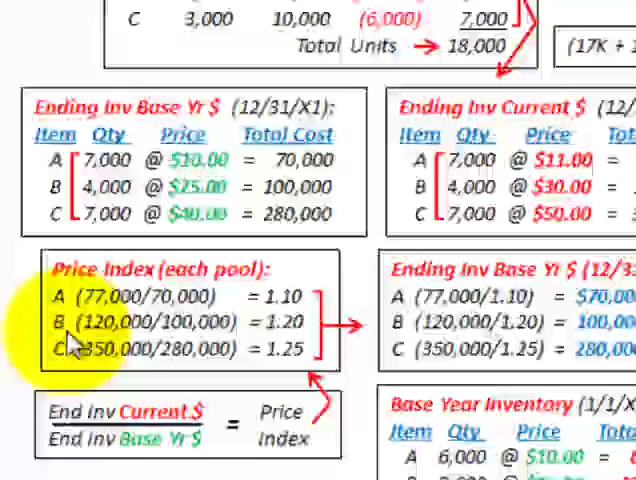 C 3,000 10,000 (6,000) 7,000
Total Units → 18,000
(17K +
Ending Inv Base Yr $ (12/31/X1):
Item Qty Price Total Cost
A 7,000 @ $10.00 = 70,000
B 4,000 @ $25.00 = 100,000
C 7,000 @ $40.00 = 280,000
Ending Inv Current $ (12/
Item Qty Price
A 7,000 @ $11.00 =
B 4,000 @ $30.00 =
C 7,000 @ $50.00 =
Price Index (each pool):
A (77,000/70,000) = 1.10
B (120,000/100,000) = 1.20
C (350,000/280,000) = 1.25
Ending Inv Base Yr $ (12/3
A (77,000/1.10) = $70,00
B (120,000/1.20) = 100,00
C (350,000/1.25) = 280,00
End Inv Current $
End Inv Base Yr $
= Price
Index
Base Year Inventory (1/1/X
Item Qty Price
A 6,000 @ $10.00 =